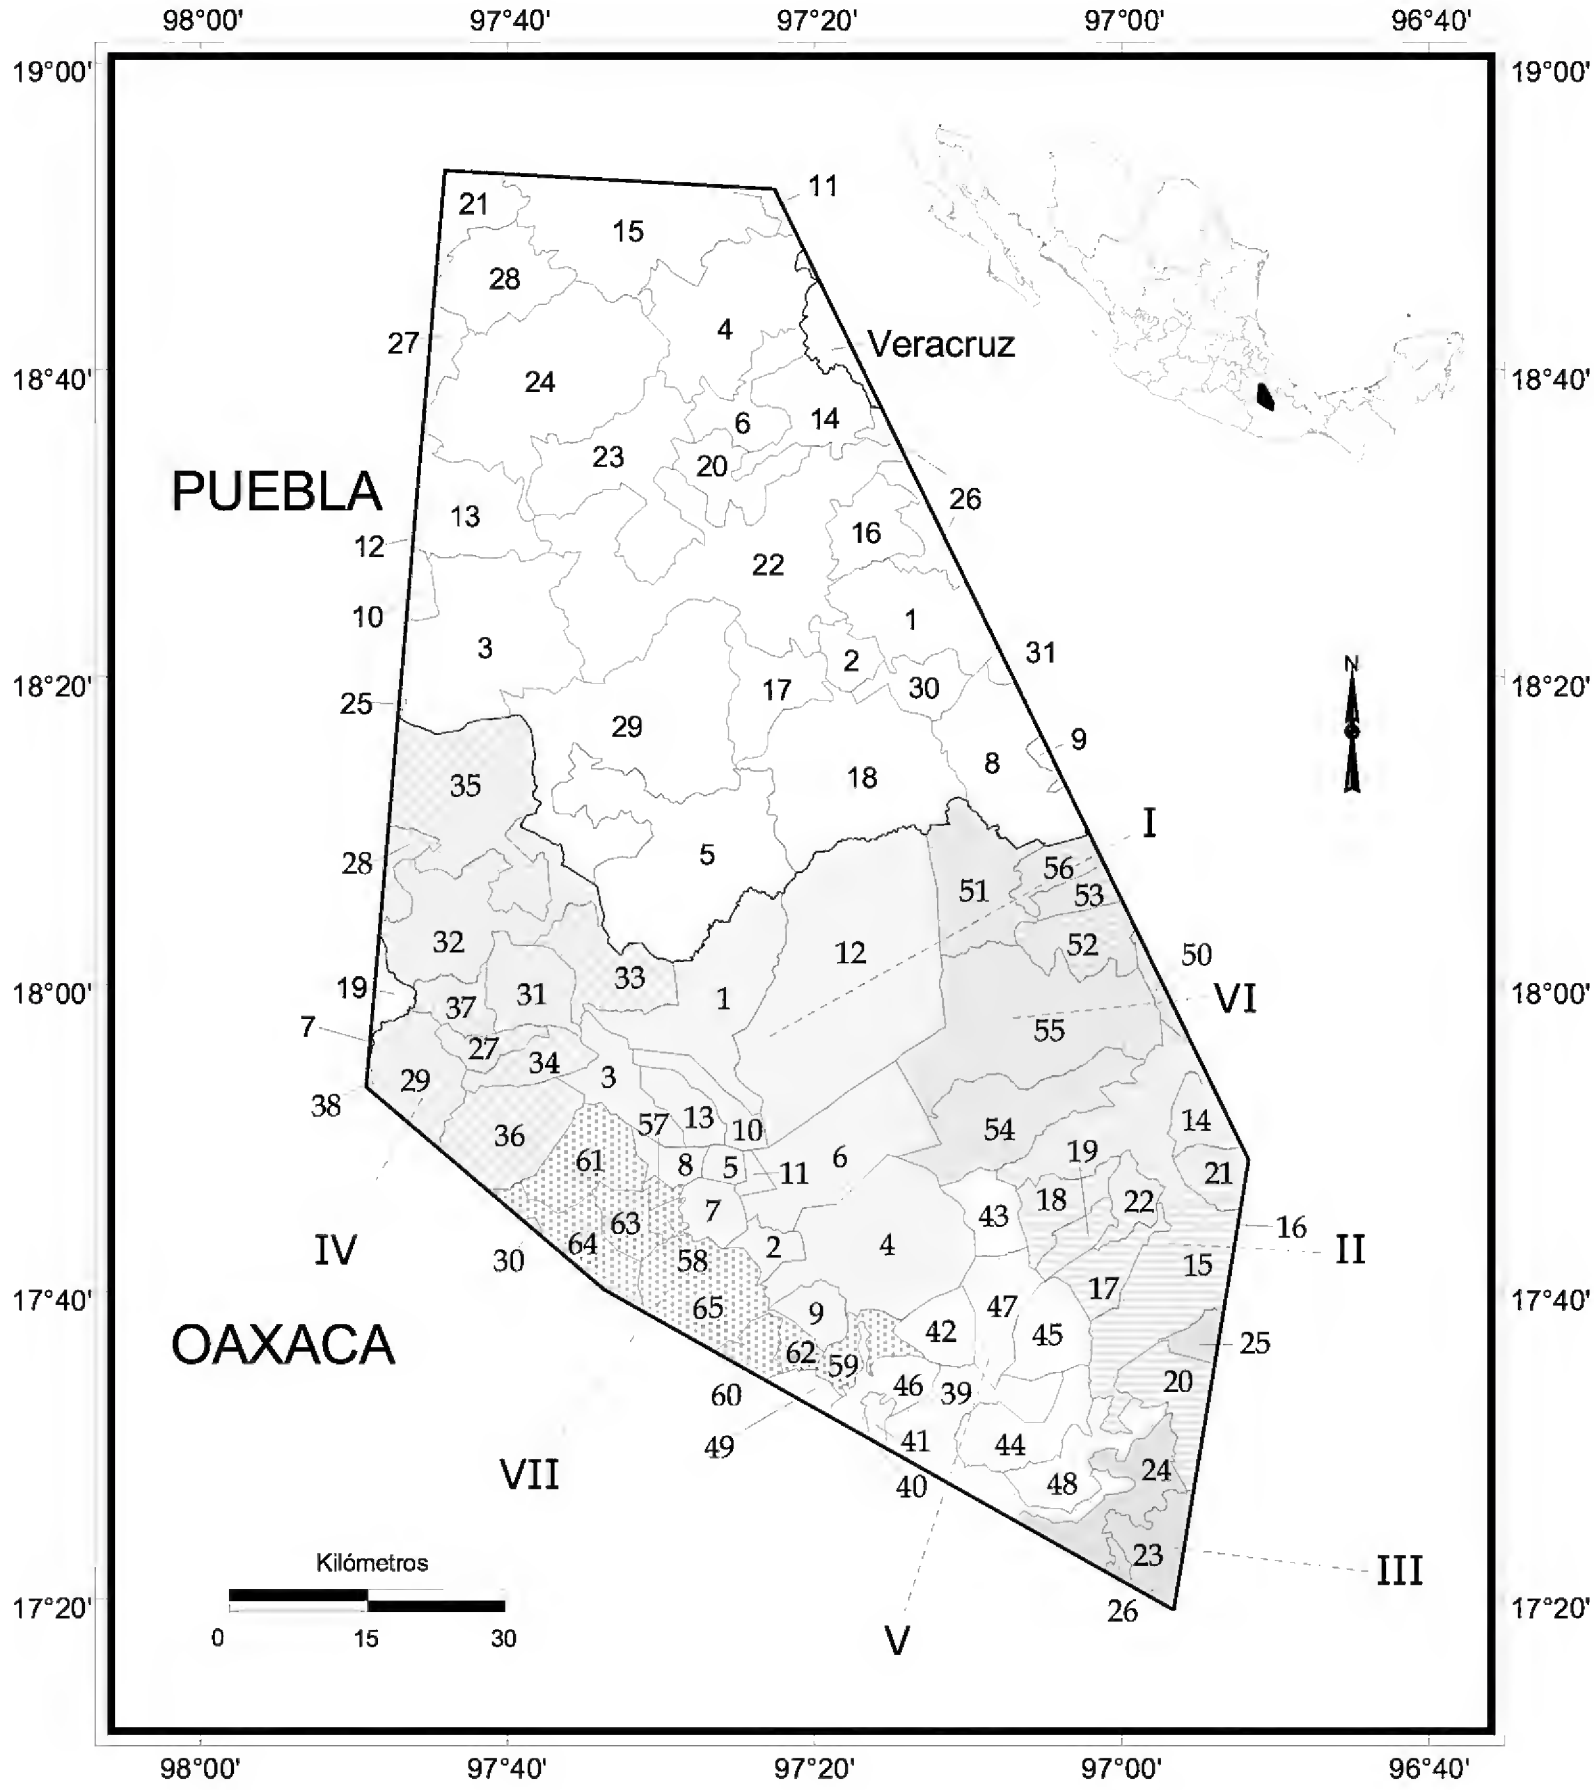 98°00' 97°40' 97°20' 97°00' 96°40'
19°00' 19°00'
11
21
15
28
4
27 Veracruz
18°40' 24 18°40'
6 14
23 20
PUEBLA 26
13 16
12
22
10 1
3 2 31
N
18°20' 17 30 18°20'
25
29 9
18 8
35
I
5
28 56
51 53
32 12 52 50
33
19 18°00' 37 31 1 VI 18°00'
7 55
27 34
29 3
38 57 13 10 14
36 54
61 8 5 11 6 19 21
7 18 22
63 43
64 58 2 4 16
IV 30 II
15
17°40' 65 9 47 17 17°40'
OAXACA 42 45 25
62 59
60 46 39 20
49 41 44
VII 40 48 24
Kilómetros 23 III
17°20' 26 17°20'
0 15 30 V
98°00' 97°40' 97°20' 97°00' 96°40'